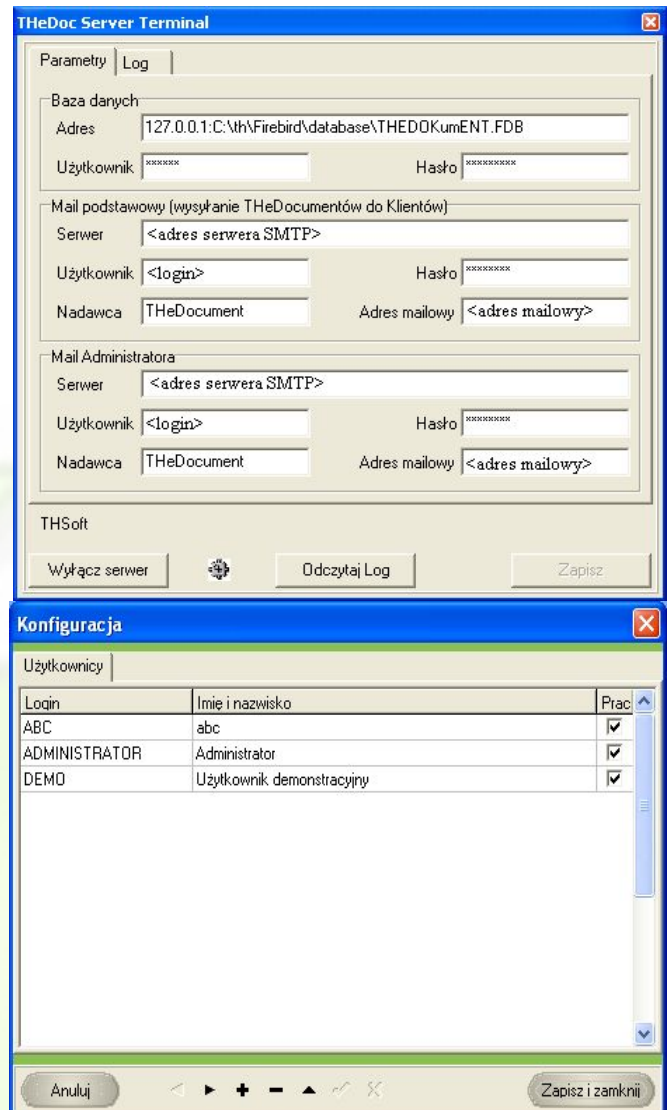 THeDoc Server Terminal
Parametry Log
Baza danych
Adres 127.0.0.1:C:\th\Firebird\database\THEDOKumENT.FDB
Użytkownik ****** Hasło *********
Mail podstawowy (wysyłanie THeDocumentów do Klientów)
Serwer <adres serwera SMTP>
Użytkownik <login> Hasło ********
Nadawca THeDocument Adres mailowy <adres mailowy>
Mail Administratora
Serwer <adres serwera SMTP>
Użytkownik <login> Hasło ********
Nadawca THeDocument Adres mailowy <adres mailowy>
THSoft
Wyłącz serwer Odczytaj Log Zapisz
Konfiguracja
Użytkownicy
Login Imię i nazwisko Prac
ABC abc
ADMINISTRATOR Administrator
DEMO Użytkownik demonstracyjny
Anuluj Zapisz i zamknij